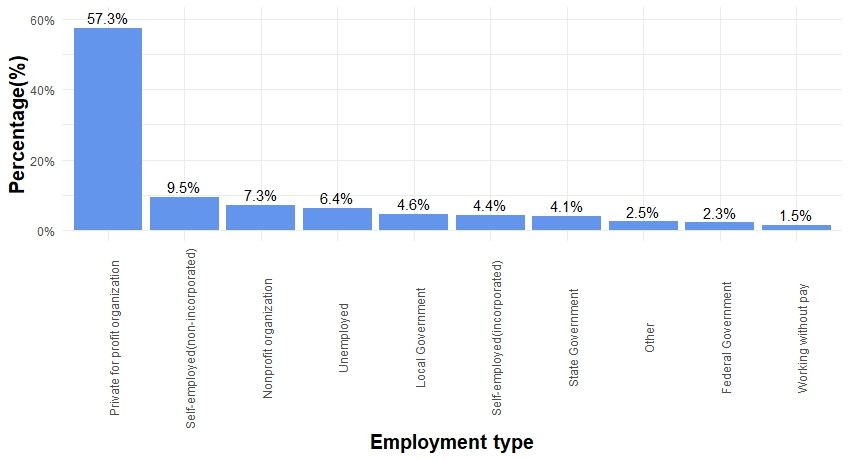 Percentage(%)
60%
40%
20%
0%
57.3%
9.5%
7.3%
6.4%
4.6%
4.4%
4.1%
2.5%
2.3%
1.5%
Private for profit organization
Self-employed(non-incorporated)
Nonprofit organization
Unemployed
Local Government
Self-employed(incorporated)
State Government
Other
Federal Government
Working without pay
Employment type